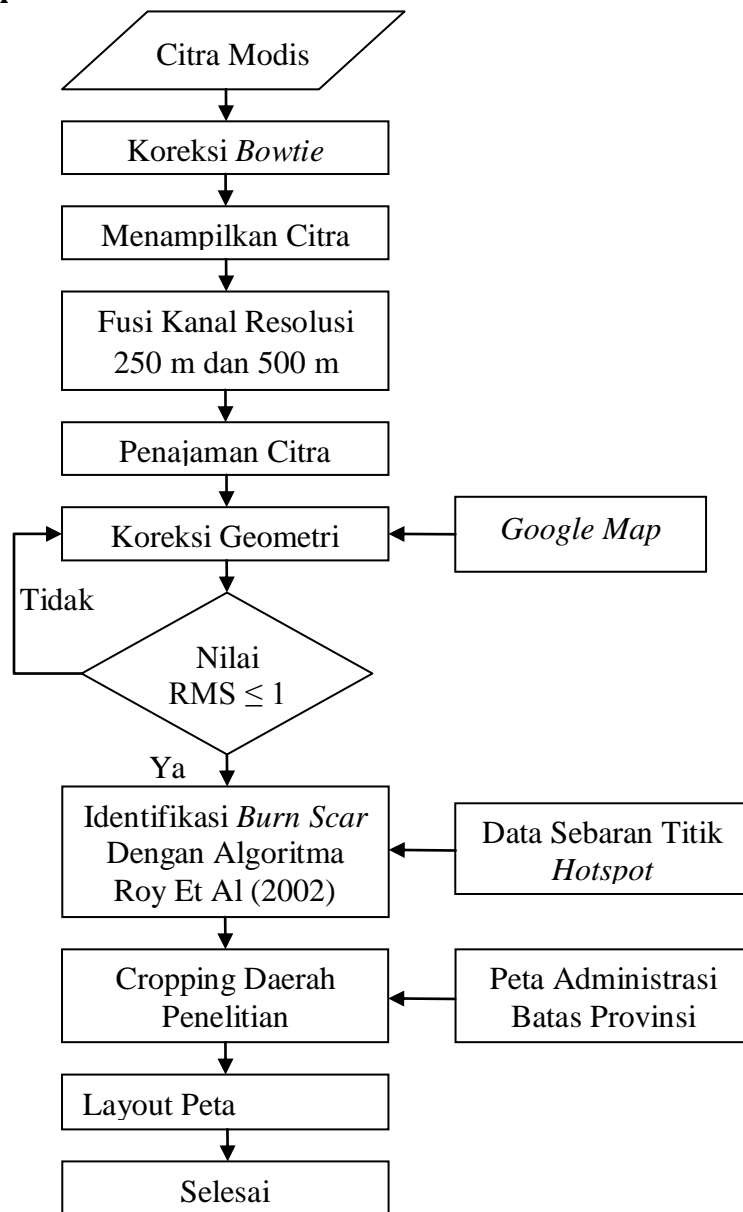 Citra Modis
Koreksi Bowtie
Menampilkan Citra
Fusi Kanal Resolusi
250 m dan 500 m
Penajaman Citra
Koreksi Geometri
Google Map
Tidak
Nilai
RMS ≤ 1
Ya
Identifikasi Burn Scar
Dengan Algoritma
Roy Et Al (2002)
Data Sebaran Titik
Hotspot
Cropping Daerah
Penelitian
Peta Administrasi
Batas Provinsi
Layout Peta
Selesai